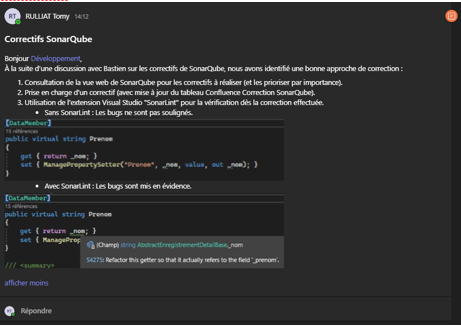 RT
RULLIAT Tomy 14:12
Correctifs SonarQube
Bonjour Développement,
À la suite d'une discussion avec Bastien sur les correctifs de SonarQube, nous avons identifié une bonne approche de correction :
1. Consultation de la vue web de SonarQube pour les correctifs à réaliser (et les prioriser par importance).
2. Prise en charge d'un correctif (avec mise à jour du tableau Confluence Correction SonarQube).
3. Utilisation de l'extension Visual Studio "SonarLint" pour la vérification dès la correction effectuée.
• Sans SonarLint : Les bugs ne sont pas soulignés.
[DataMember]
15 références
public virtual string Prenom
{
get { return _nom; }
set { ManagePropertySetter("Prenom", _nom, value, out _nom); }
}
• Avec SonarLint : Les bugs sont mis en évidence.
[DataMember]
15 références
public virtual string Prenom
{
get { return _nom; }
set { ManageProp
}
(Champ) string AbstractEnregistrementDetailBase._nom
S4275: Refactor this getter so that it actually refers to the field '_prenom'.
/// <summary>
afficher moins
RT
Répondre